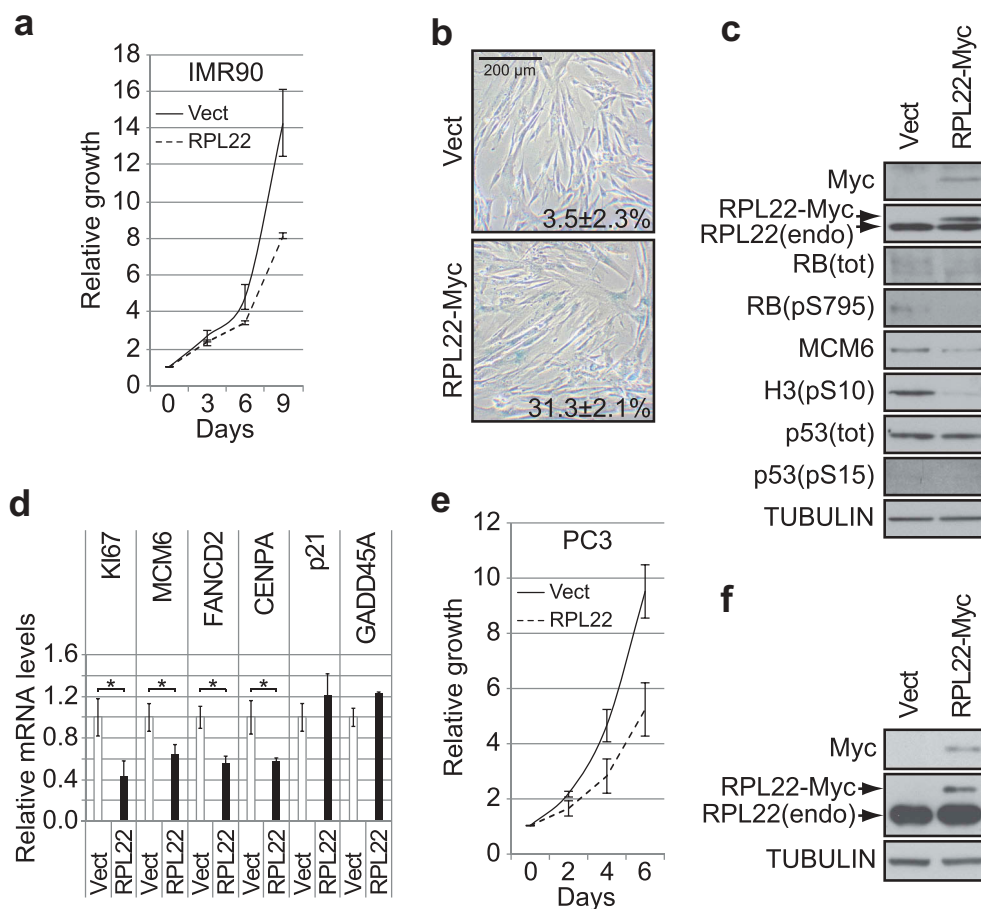 a
18
16
14
12
10
8
6
4
2
0
Relative growth
IMR90
Vect
RPL22
0 3 6 9
Days
b
200 µm
Vect
3.5±2.3%
RPL22-Myc
31.3±2.1%
c
Vect
RPL22-Myc
Myc
RPL22-Myc
RPL22(endo)
RB(tot)
RB(pS795)
MCM6
H3(pS10)
p53(tot)
p53(pS15)
TUBULIN
d
KI67
MCM6
FANCD2
CENPA
p21
GADD45A
Relative mRNA levels
1.6
1.2
0.8
0.4
0.0
* * * *
Vect RPL22 Vect RPL22 Vect RPL22 Vect RPL22 Vect RPL22 Vect RPL22
e
12
10
8
6
4
2
0
Relative growth
PC3
Vect
RPL22
0 2 4 6
Days
f
Vect
RPL22-Myc
Myc
RPL22-Myc
RPL22(endo)
TUBULIN